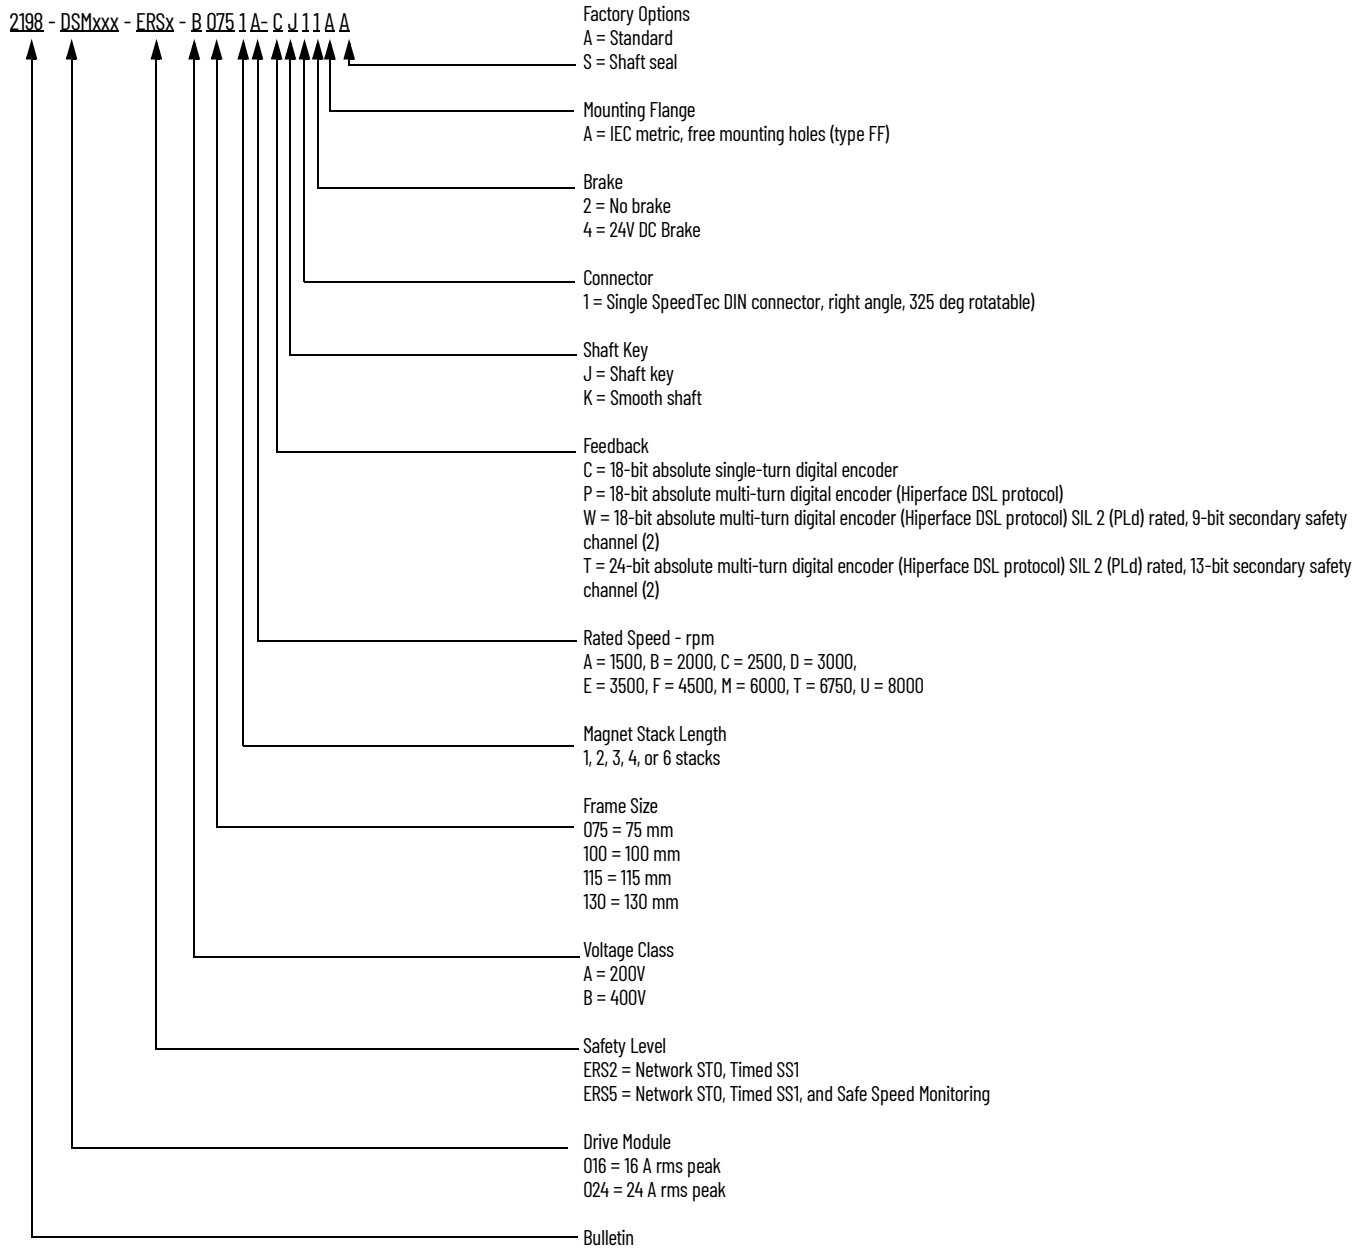 2198 - DSMxxx - ERSx - B 075 1 A- C J 1 1 A A
Factory Options
A = Standard
S = Shaft seal
Mounting Flange
A = IEC metric, free mounting holes (type FF)
Brake
2 = No brake
4 = 24V DC Brake
Connector
1 = Single SpeedTec DIN connector, right angle, 325 deg rotatable)
Shaft Key
J = Shaft key
K = Smooth shaft
Feedback
C = 18-bit absolute single-turn digital encoder
P = 18-bit absolute multi-turn digital encoder (Hiperface DSL protocol)
W = 18-bit absolute multi-turn digital encoder (Hiperface DSL protocol) SIL 2 (PLd) rated, 9-bit secondary safety
channel (2)
T = 24-bit absolute multi-turn digital encoder (Hiperface DSL protocol) SIL 2 (PLd) rated, 13-bit secondary safety
channel (2)
Rated Speed - rpm
A = 1500, B = 2000, C = 2500, D = 3000,
E = 3500, F = 4500, M = 6000, T = 6750, U = 8000
Magnet Stack Length
1, 2, 3, 4, or 6 stacks
Frame Size
075 = 75 mm
100 = 100 mm
115 = 115 mm
130 = 130 mm
Voltage Class
A = 200V
B = 400V
Safety Level
ERS2 = Network STO, Timed SS1
ERS5 = Network STO, Timed SS1, and Safe Speed Monitoring
Drive Module
016 = 16 A rms peak
024 = 24 A rms peak
Bulletin